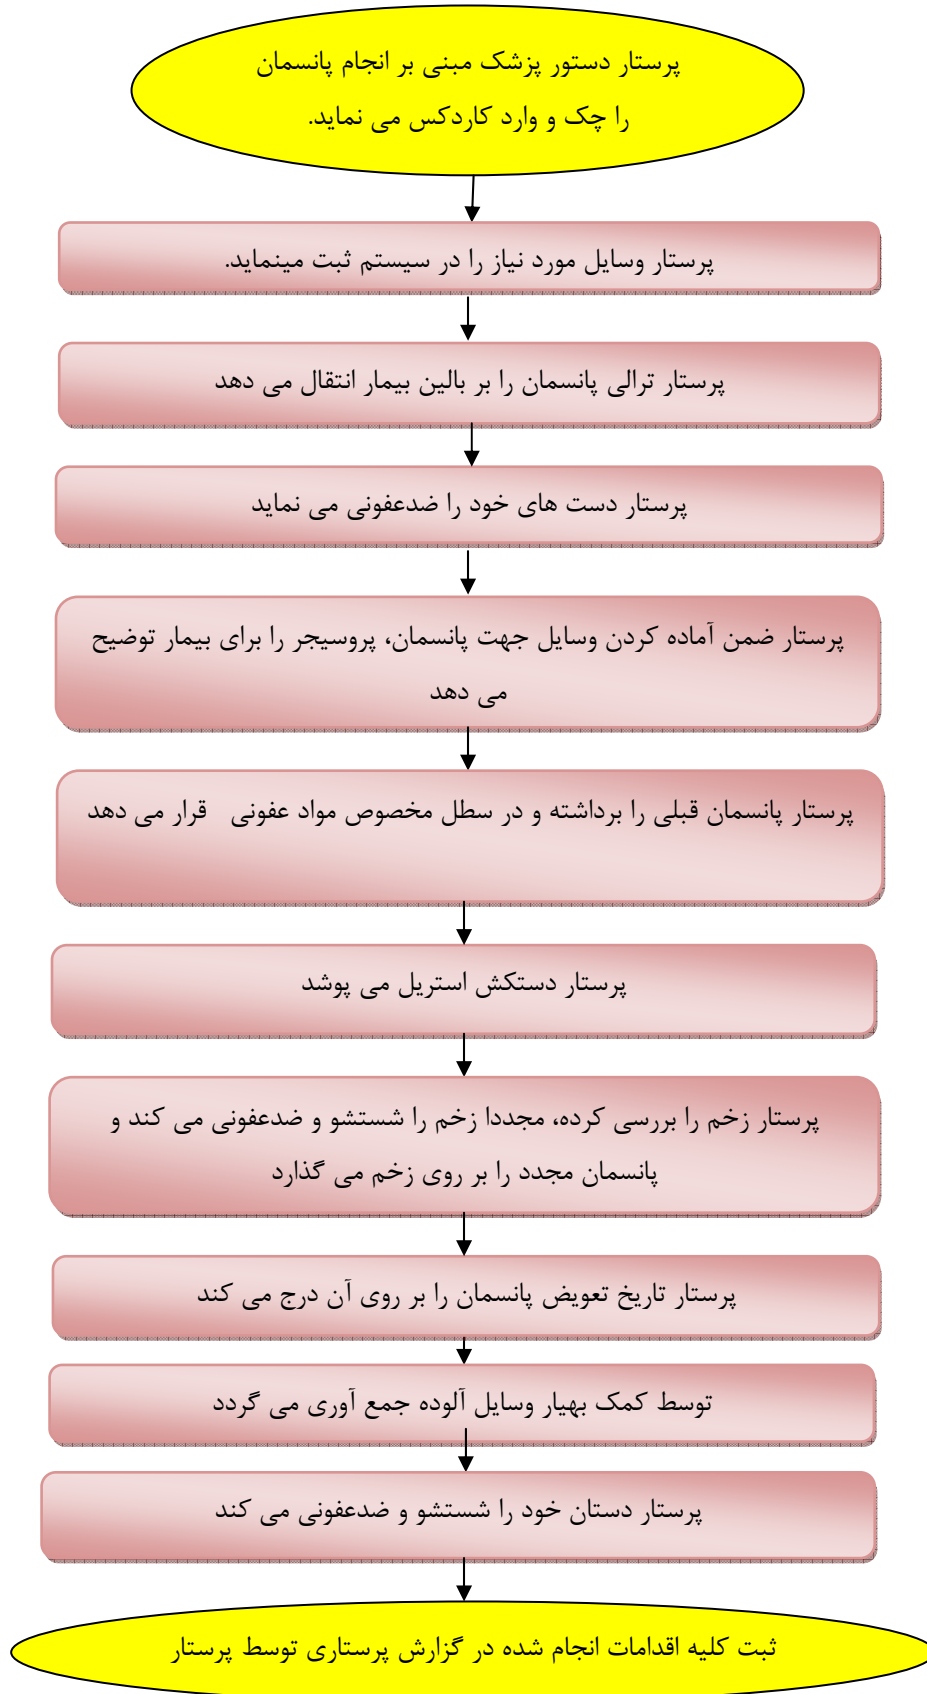 پرستار دستور پزشک مبنی بر انجام پانسمان
را چک و وارد کاردکس می نماید.
پرستار وسایل مورد نیاز را در سیستم ثبت مینماید.
پرستار ترالی پانسمان را بر بالین بیمار انتقال می دهد
پرستار دست های خود را ضدعفونی می نماید
پرستار ضمن آماده کردن وسایل جهت پانسمان، پروسیجر را برای بیمار توضیح
می دهد
پرستار پانسمان قبلی را برداشته و در سطل مخصوص مواد عفونی قرار می دهد
پرستار دستکش استریل می پوشد
پرستار زخم را بررسی کرده، مجددا زخم را شستشو و ضدعفونی می کند و
پانسمان مجدد را بر روی زخم می گذارد
پرستار تاریخ تعویض پانسمان را بر روی آن درج می کند
توسط کمک بهیار وسایل آلوده جمع آوری می گردد
پرستار دستان خود را شستشو و ضدعفونی می کند
ثبت کلیه اقدامات انجام شده در گزارش پرستاری توسط پرستار